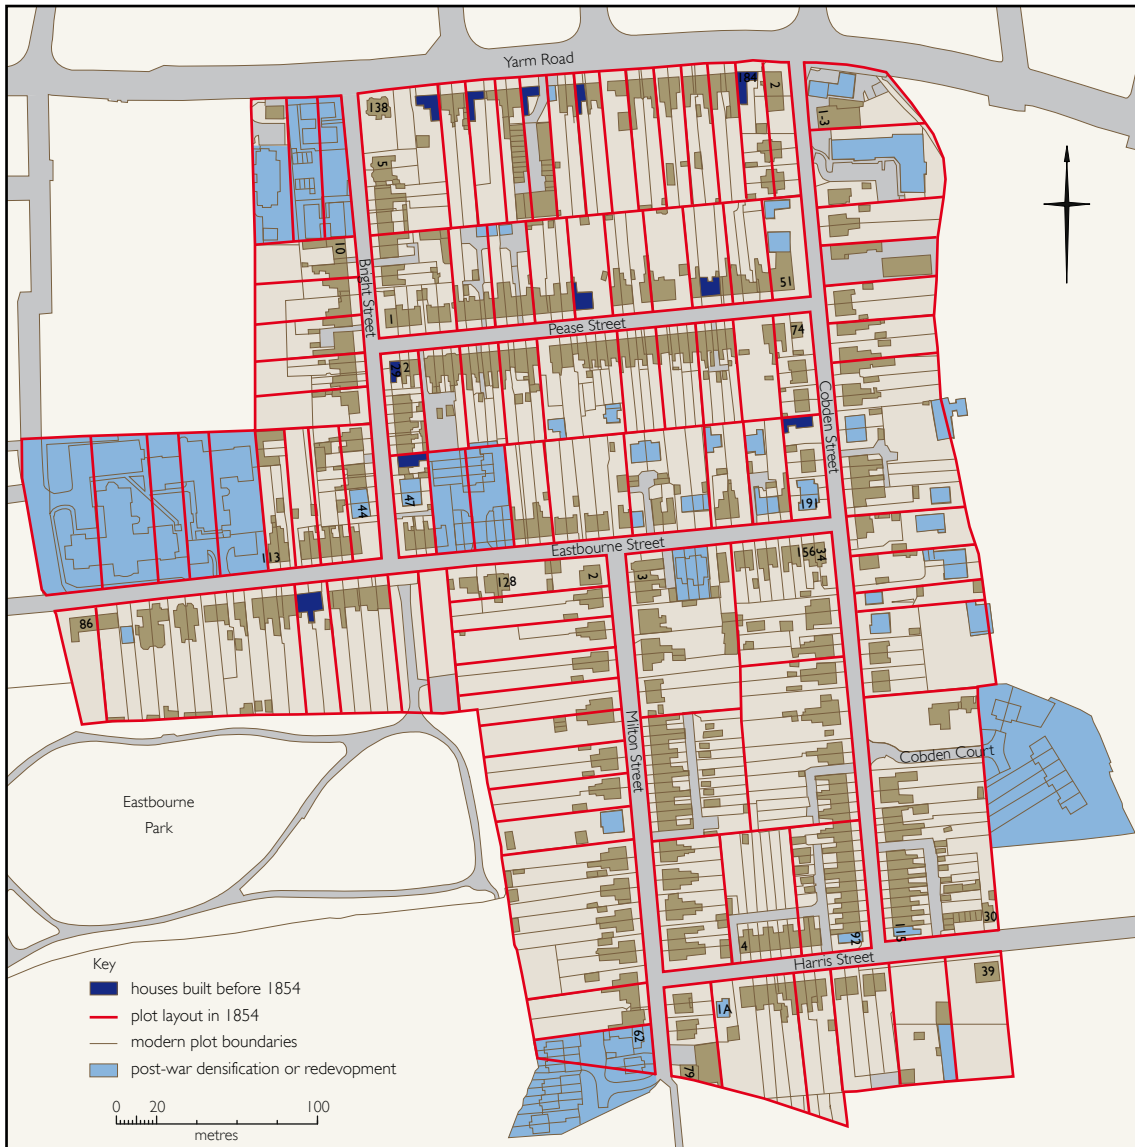 Yarm Road
138
184
2
1-3
5
10
Bright Street
51
1
Pease Street
74
29
2
Cobden Street
47
44
191
113
Eastbourne Street
128
2
3
156
34
86
Milton Street
Cobden Court
Eastbourne
Park
4
92
115
30
Harris Street
39
1A
62
79
Key
houses built before 1854
plot layout in 1854
modern plot boundaries
post-war densification or redevopment
0 20 100
metres